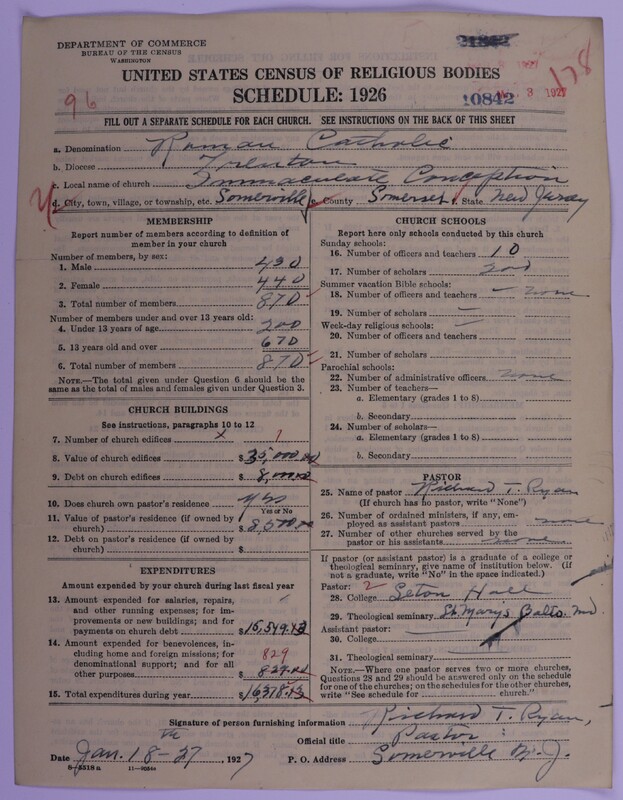 DEPARTMENT OF COMMERCE
BUREAU OF THE CENSUS
WASHINGTON
UNITED STATES CENSUS OF RELIGIOUS BODIES
SCHEDULE: 1926
96
10842
178
FILL OUT A SEPARATE SCHEDULE FOR EACH CHURCH. SEE INSTRUCTIONS ON THE BACK OF THIS SHEET
a. Denomination Roman Catholic
b. Diocese Trenton
c. Local name of church Immaculate Conception
d. City, town, village, or township, etc. Somerville e. County Somerset f. State New Jersey
MEMBERSHIP
Report number of members according to definition of member in your church
Number of members, by sex:
1. Male 430
2. Female 440
3. Total number of members 870
Number of members under and over 13 years old:
4. Under 13 years of age 200
5. 13 years old and over 670
6. Total number of members 870
NOTE.—The total given under Question 6 should be the same as the total of males and females given under Question 3.
CHURCH BUILDINGS
See instructions, paragraphs 10 to 12
7. Number of church edifices x 1
8. Value of church edifices $ 35,000.00
9. Debt on church edifices $ 8,000.00
10. Does church own pastor's residence yes
Yes or No
11. Value of pastor's residence (if owned by church) $ 8,500.00
12. Debt on pastor's residence (if owned by church) $
EXPENDITURES
Amount expended by your church during last fiscal year
13. Amount expended for salaries, repairs, and other running expenses; for improvements or new buildings; and for payments on church debt $ 15,549.43
14. Amount expended for benevolences, including home and foreign missions; for denominational support; and for all other purposes 829 $
15. Total expenditures during year $ 16378.43
CHURCH SCHOOLS
Report here only schools conducted by this church
Sunday schools:
16. Number of officers and teachers 10
17. Number of scholars 200
Summer vacation Bible schools:
18. Number of officers and teachers none
19. Number of scholars
Week-day religious schools:
20. Number of officers and teachers
21. Number of scholars
Parochial schools:
22. Number of administrative officers none
23. Number of teachers—
a. Elementary (grades 1 to 8)
b. Secondary
24. Number of scholars—
a. Elementary (grades 1 to 8)
b. Secondary
PASTOR
25. Name of pastor Richard T. Ryan
(If church has no pastor, write "None")
26. Number of ordained ministers, if any, employed as assistant pastors none
27. Number of other churches served by the pastor or his assistants none
If pastor (or assistant pastor) is a graduate of a college or theological seminary, give name of institution below. (If not a graduate, write "No" in the space indicated.)
Pastor: 2
28. College Seton Hall
29. Theological seminary St. Marys Balto. Md.
Assistant pastor:
30. College
31. Theological seminary
NOTE.—Where one pastor serves two or more churches, Questions 28 and 29 should be answered only on the schedule for one of the churches; on the schedules for the other churches, write "See schedule for church."
Signature of person furnishing information Richard T. Ryan,
Official title Pastor
Date Jan. 18th-27 1927 P. O. Address Somerville N. J.
8—5518 a